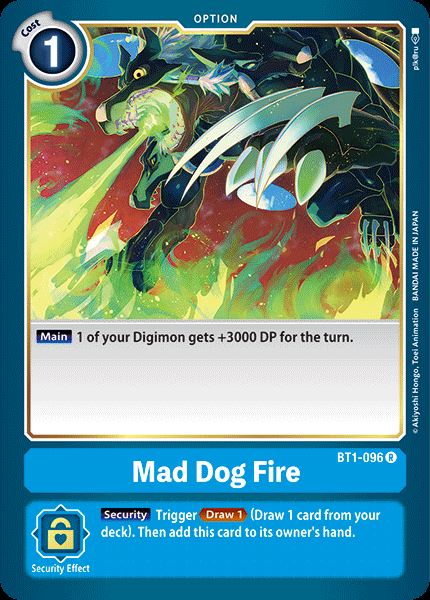 OPTION
Cost
1
pik@ru
© Akiyoshi Hongo, Toei Animation BANDAI MADE IN JAPAN
Main 1 of your Digimon gets +3000 DP for the turn.
BT1-096 R
Mad Dog Fire
Security Trigger Draw 1 (Draw 1 card from your
deck). Then add this card to its owner's hand.
Security Effect